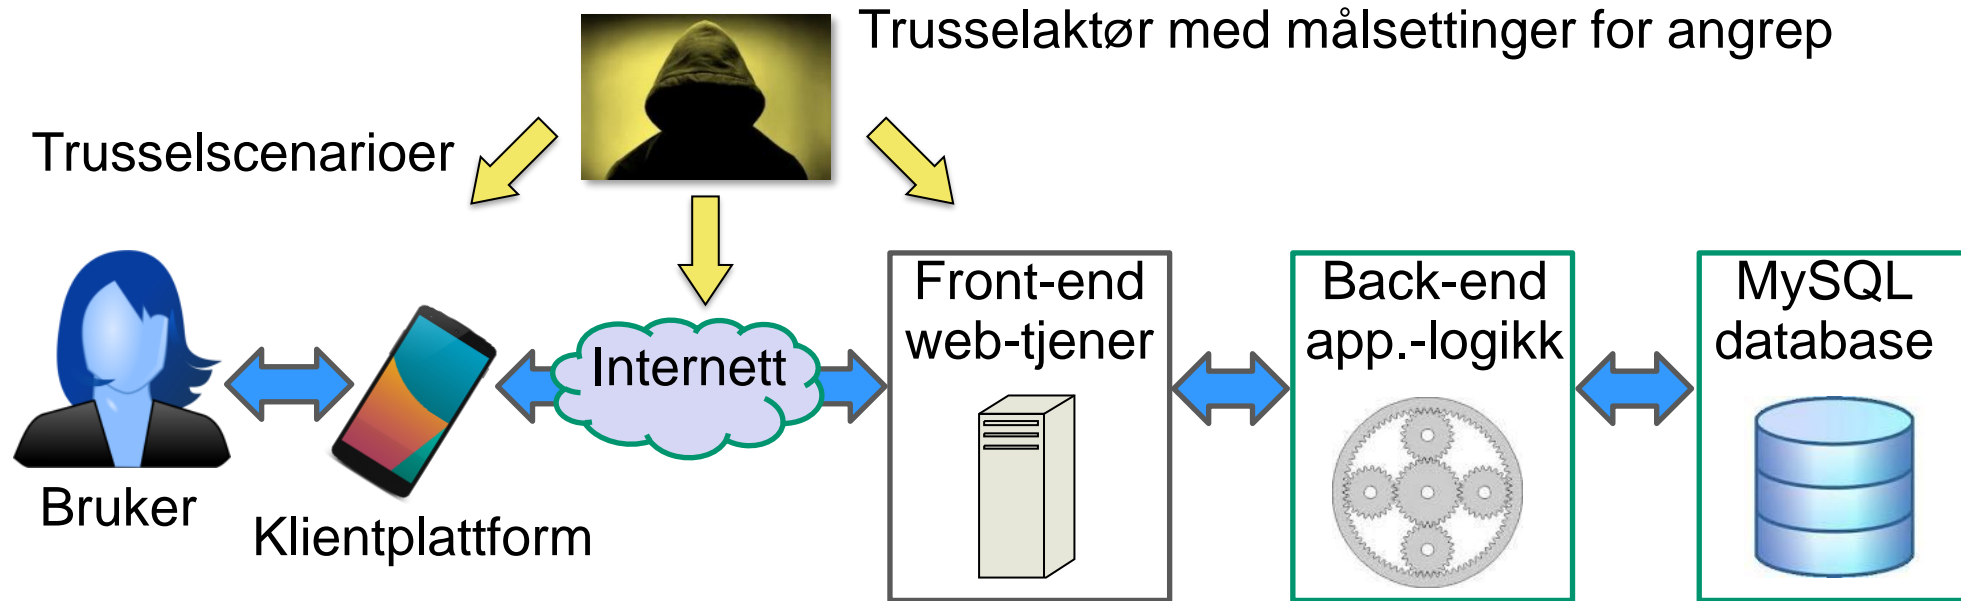 Trusselaktør med målsettinger for angrep
Trusselscenarioer
Bruker
Klientplattform
Internett
Front-end
web-tjener
Back-end
app.-logikk
MySQL
database